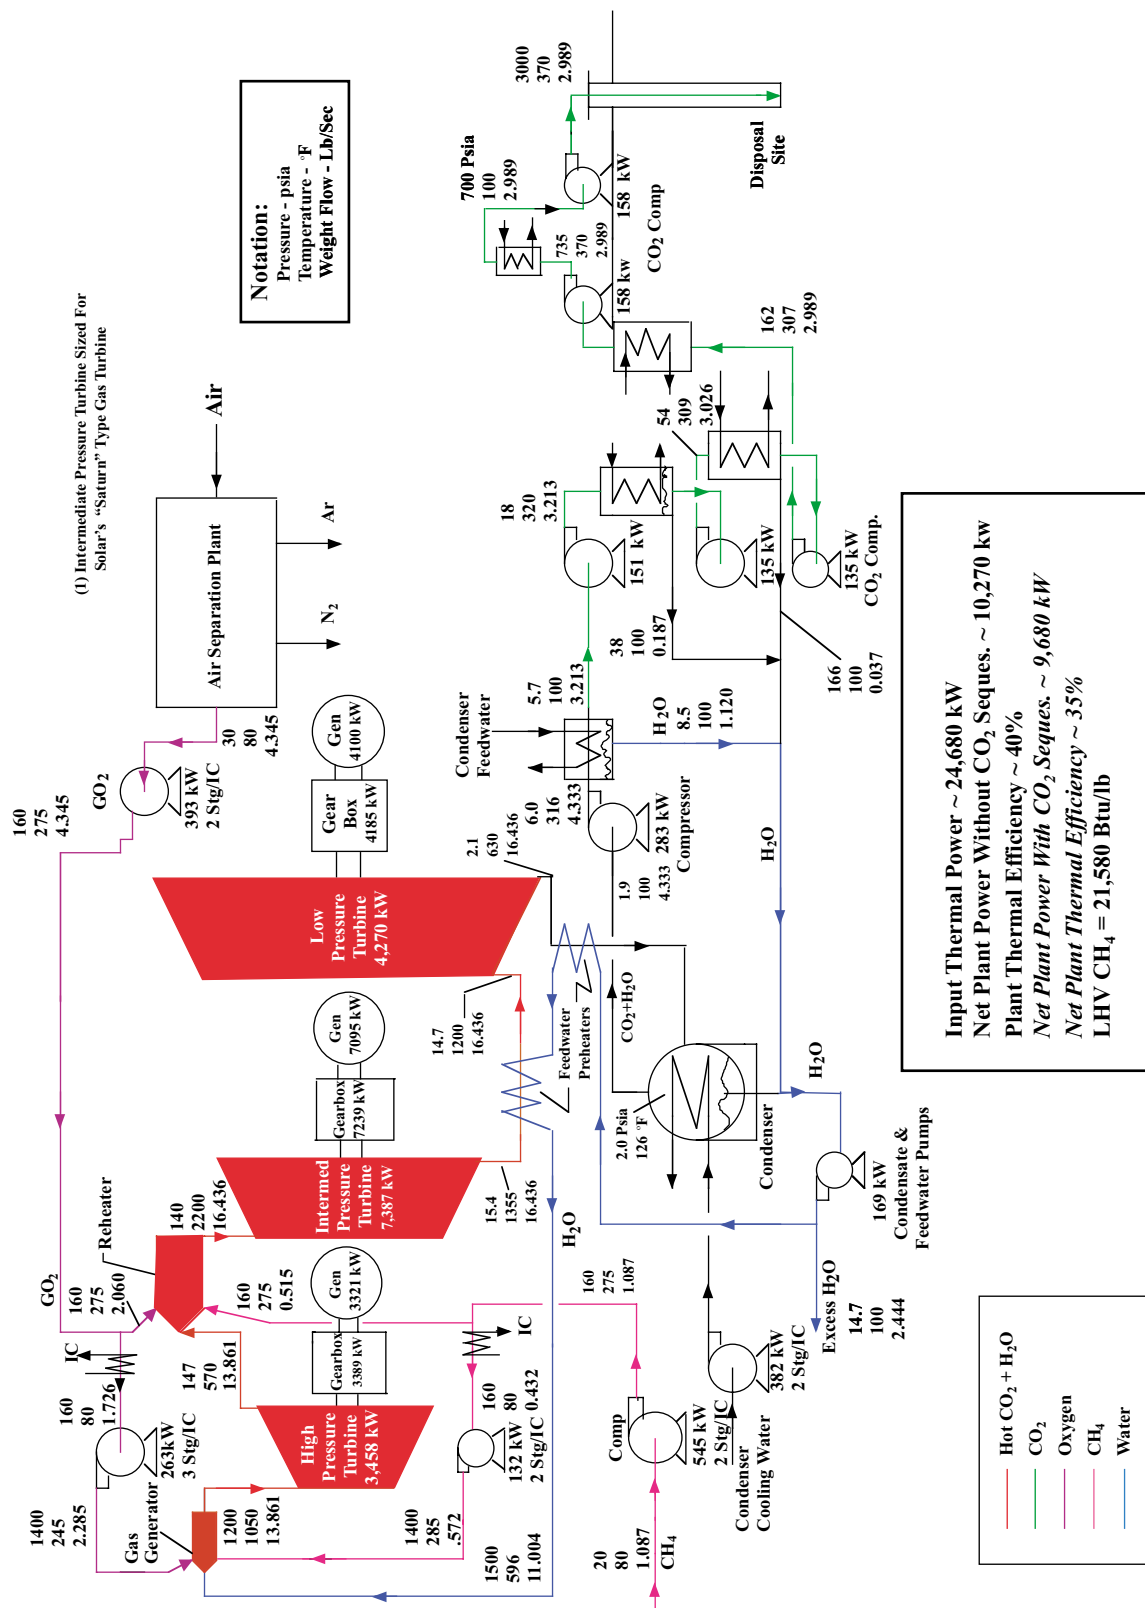 (1) Intermediate Pressure Turbine Sized For
Solar's “Saturn” Type Gas Turbine
Notation:
Pressure - psia
Temperature - °F
Weight Flow - Lb/Sec
Air
Air Separation Plant
N2
Ar
30
80
4.345
GO2
393 kW
2 Stg/IC
160
275
4.345
GO2
160
275
2.060
Reheater
IC
160
80
1.726
263kW
3 Stg/IC
1400
245
2.285
Gas
Generator
1200
1050
13.861
High
Pressure
Turbine
3,458 kW
Gearbox
3389 kW
Gen
3321 kW
147
570
13.861
140
2200
16.436
160
275
0.515
IC
160
80
0.432
132 kW
2 Stg/IC
1400
285
.572
1500
596
11.004
Intermed
Pressure
Turbine
7,387 kW
Gearbox
7239 kW
Gen
7095 kW
15.4
1355
16.436
14.7
1200
16.436
Low
Pressure
Turbine
4,270 kW
Gear
Box
4185 kW
Gen
4100 kW
2.1
630
16.436
H2O
Feedwater
Preheaters
CO2+H2O
2.0 Psia
126 °F
Condenser
1.9
100
4.333
283 kW
Compressor
6.0
316
4.333
Condenser
Feedwater
5.7
100
3.213
H2O
8.5
100
1.120
151 kW
18
320
3.213
38
100
0.187
135 kW
54
309
3.026
135 kW
CO2 Comp.
166
100
0.037
162
307
2.989
158 kw
735
370
2.989
CO2 Comp
700 Psia
100
2.989
158 kW
3000
370
2.989
Disposal
Site
H2O
H2O
169 kW
Condensate &
Feedwater Pumps
Excess H2O
14.7
100
2.444
160
275
1.087
Comp
545 kW
2 Stg/IC
20
80
1.087
CH4
382 kW
2 Stg/IC
Condenser
Cooling Water
Hot CO2 + H2O
CO2
Oxygen
CH4
Water
Input Thermal Power ~ 24,680 kW
Net Plant Power Without CO2 Seques. ~ 10,270 kw
Plant Thermal Efficiency ~ 40%
Net Plant Power With CO2 Seques. ~ 9,680 kW
Net Plant Thermal Efficiency ~ 35%
LHV CH4 = 21,580 Btu/lb